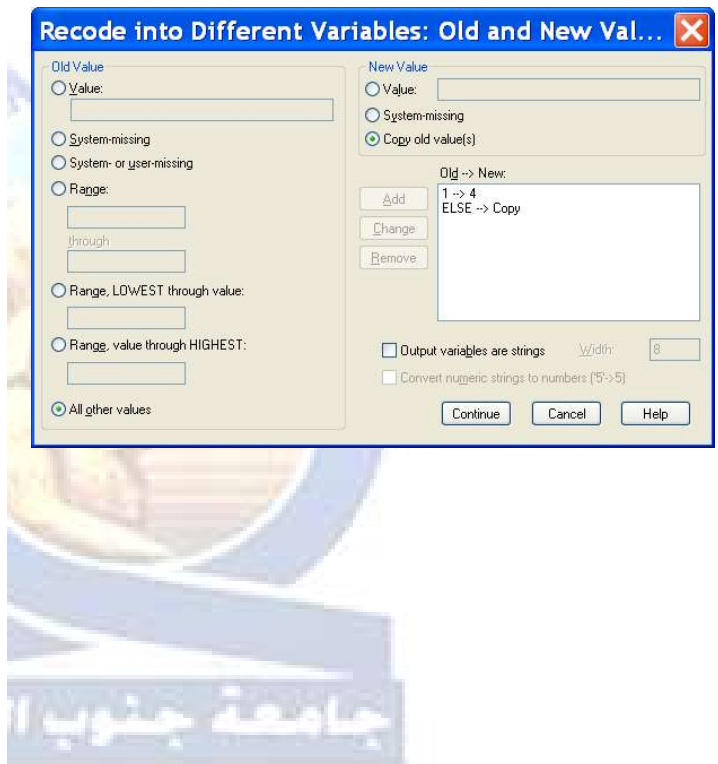 Recode into Different Variables: Old and New Val...
Old Value
Value:
System-missing
System- or user-missing
Range:
through
Range, LOWEST through value:
Range, value through HIGHEST:
All other values
New Value
Value:
System-missing
Copy old value(s)
Old --> New:
Add
Change
Remove
1 --> 4
ELSE --> Copy
Output variables are strings Width: 8
Convert numeric strings to numbers ('5'->5)
Continue Cancel Help
جامعة جنوب ال